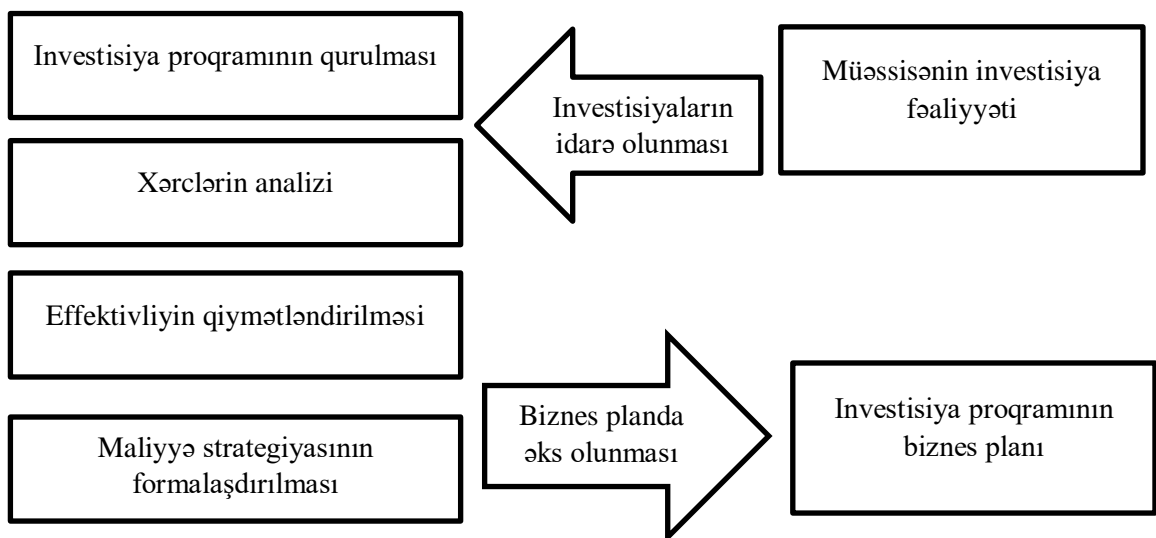 Investisiya proqramının qurulması
Xərclərin analizi
Effektivliyin qiymətləndirilməsi
Maliyyə strategiyasının
formalaşdırılması
Investisiyaların
idarə olunması
Müəssisənin investisiya
fəaliyyəti
Biznes planda
əks olunması
Investisiya proqramının
biznes planı